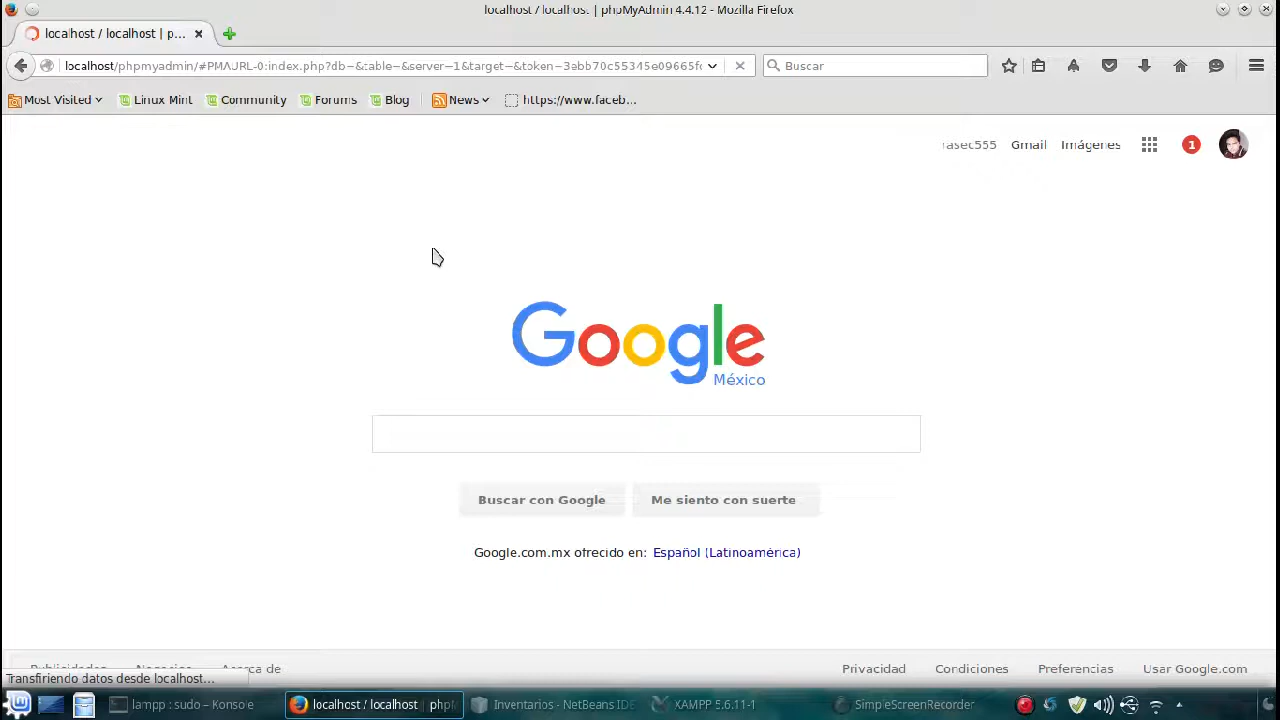 localhost / localhost | phpMyAdmin 4.4.12 - Mozilla Firefox
localhost / localhost | p...
localhost/phpmyadmin/#PMAURL-0:index.php?db=&table=&server=1&target=&token=3ebb70c55345e09665f
Buscar
Most Visited
Linux Mint
Community
Forums
Blog
News
https://www.faceb...
rasec555
Gmail
Imágenes
1
Google
México
Buscar con Google
Me siento con suerte
Google.com.mx ofrecido en: Español (Latinoamérica)
Publicidades
Negocios
Acerca de
Privacidad
Condiciones
Preferencias
Usar Google.com
Transfiriendo datos desde localhost...
lampp : sudo – Konsole
localhost / localhost | phpM
Inventarios - NetBeans IDE
XAMPP 5.6.11-1
SimpleScreenRecorder